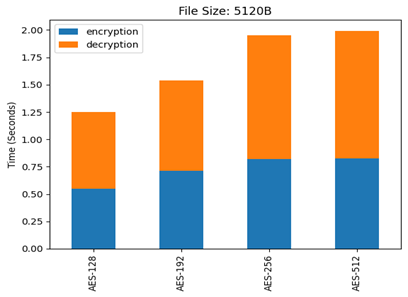 File Size: 5120B
encryption
decryption
2.00
1.75
1.50
1.25
1.00
0.75
0.50
0.25
0.00
Time (Seconds)
AES-128
AES-192
AES-256
AES-512